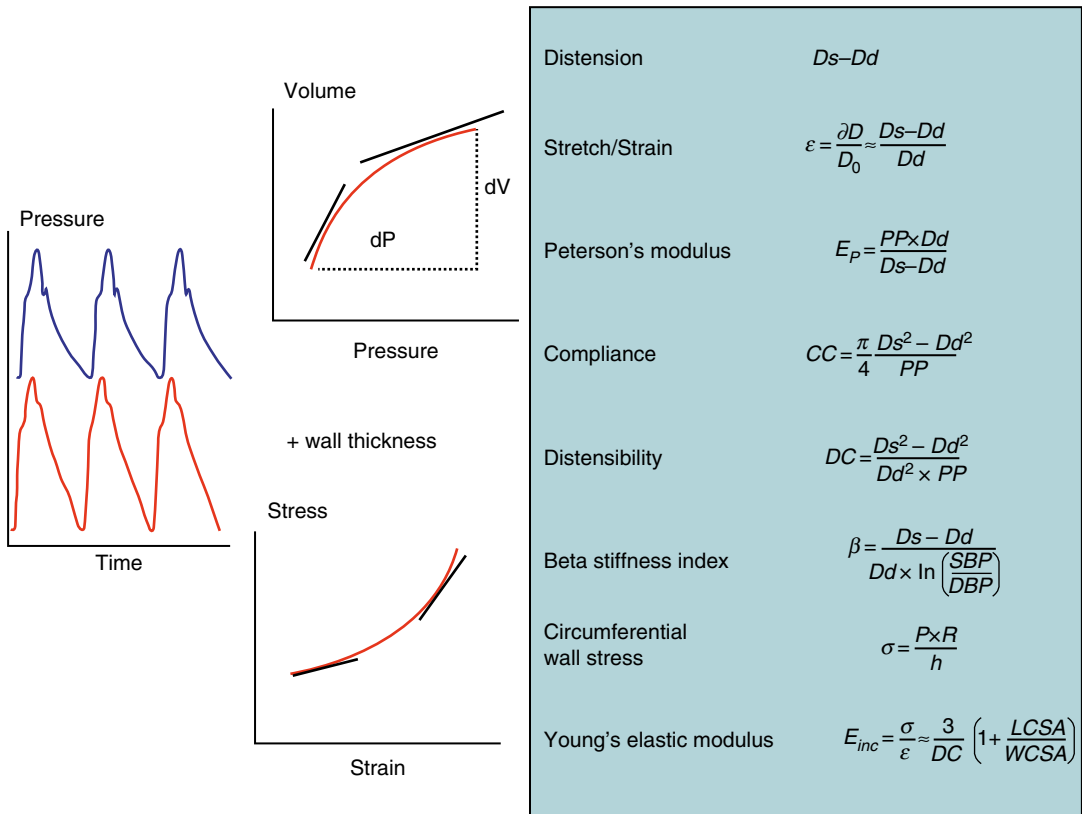 Pressure
Time
Volume
dV
dP
Pressure
+ wall thickness
Stress
Strain
Distension Ds–Dd
Stretch/Strain ε = ∂D/D₀ ≈ (Ds–Dd)/Dd
Peterson's modulus E_P = (PP×Dd)/(Ds–Dd)
Compliance CC = (π/4) (Ds² – Dd²)/PP
Distensibility DC = (Ds² – Dd²)/(Dd² × PP)
Beta stiffness index β = (Ds – Dd)/(Dd × ln (SBP/DBP))
Circumferential
wall stress σ = (P×R)/h
Young's elastic modulus E_inc = σ/ε ≈ (3/DC) (1+ LCSA/WCSA)